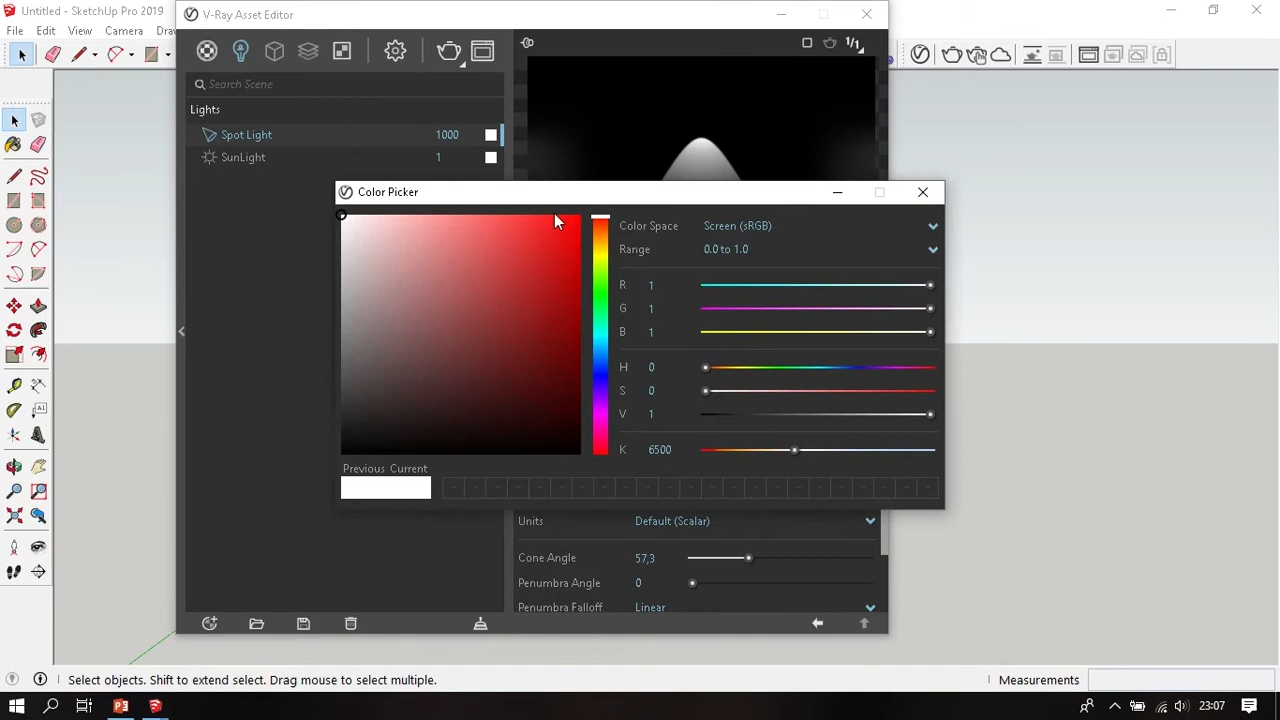 Untitled - SketchUp Pro 2019
V-Ray Asset Editor
File Edit View Camera Dra
1/1
Search Scene
Lights
Spot Light 1000
SunLight 1
Color Picker
Color Space Screen (sRGB)
Range 0.0 to 1.0
R 1
G 1
B 1
H 0
S 0
V 1
K 6500
Previous Current
Units Default (Scalar)
Cone Angle 57,3
Penumbra Angle 0
Penumbra Falloff Linear
Select objects. Shift to extend select. Drag mouse to select multiple.
Measurements
23:07